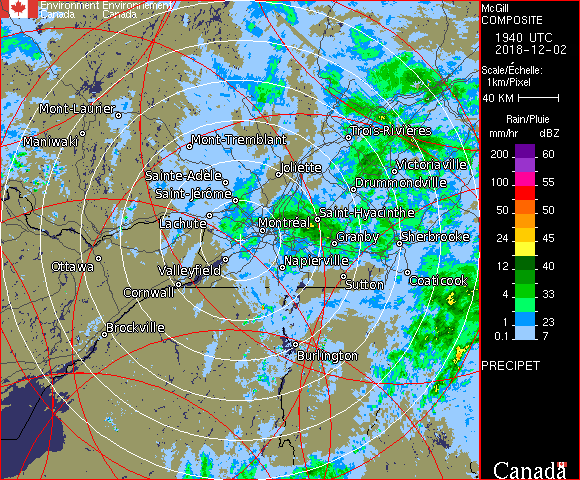 Environment Environnement
Canada Canada
McGill
COMPOSITE
1940 UTC
2018-12-02
Scale/Échelle:
1km/Pixel
40 KM
Rain/Pluie
mm/hr dBZ
200 60
100 55
50 50
24 45
12 40
4 33
1 23
0.1 7
PRECIPET
Canada
Mont-Laurier
Maniwaki
Mont-Tremblant
Trois-Rivières
Joliette
Victoriaville
Sainte-Adèle
Drummondville
Saint-Jérôme
Lachute
Saint-Hyacinthe
Montréal
Granby
Sherbrooke
Ottawa
Valleyfield
Napierville
Cornwall
Sutton
Coaticook
Brockville
Burlington